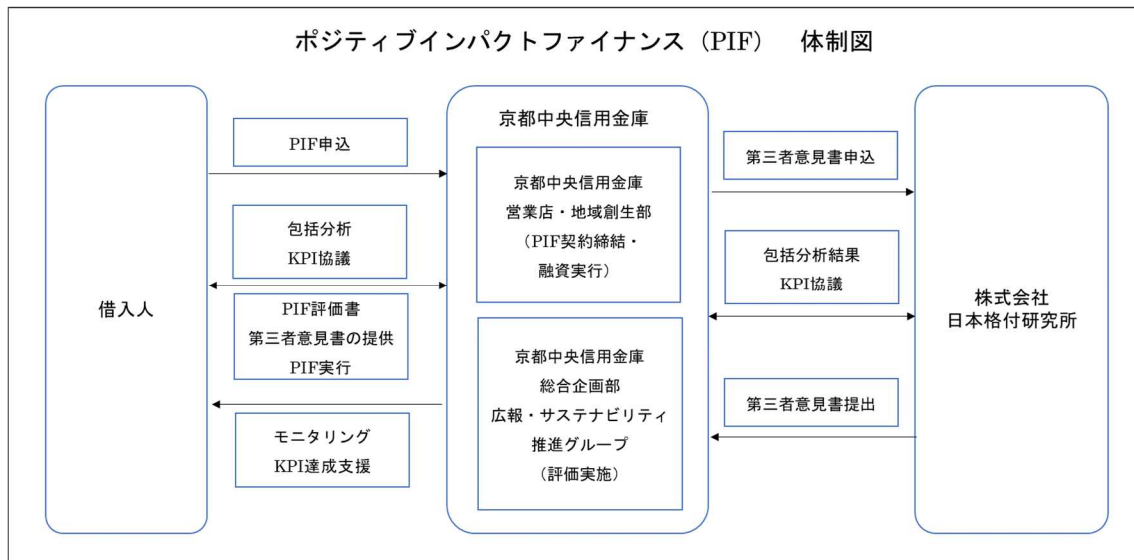 ポジティブインパクトファイナンス（PIF）　体制図
借入人
PIF申込
包括分析
KPI協議
PIF評価書
第三者意見書の提供
PIF実行
モニタリング
KPI達成支援
京都中央信用金庫
京都中央信用金庫
営業店・地域創生部
（PIF契約締結・
融資実行）
京都中央信用金庫
総合企画部
広報・サステナビリティ
推進グループ
（評価実施）
第三者意見書申込
包括分析結果
KPI協議
第三者意見書提出
株式会社
日本格付研究所